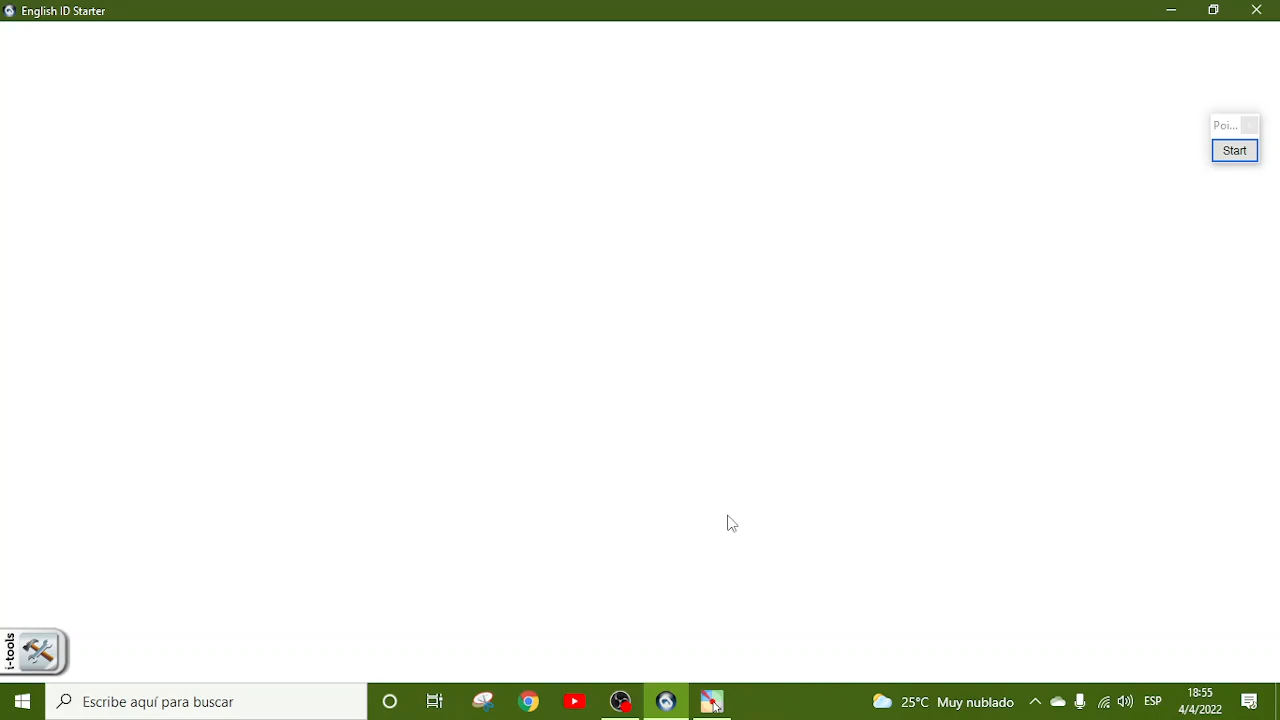 English ID Starter
Poi...
Start
i-tools
Escribe aquí para buscar
25°C Muy nublado
ESP
18:55
4/4/2022